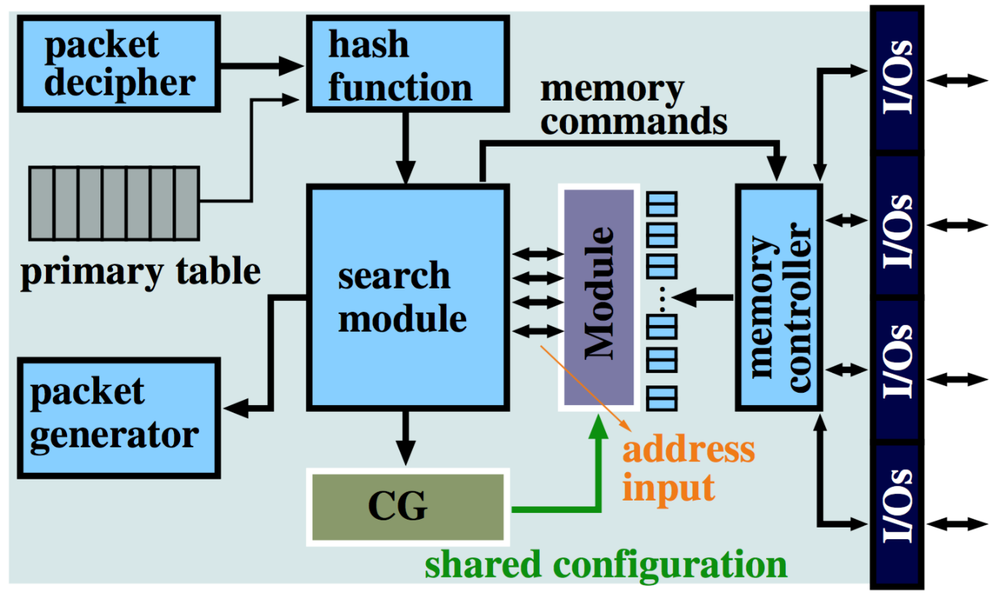 packet
decipher
hash
function
memory
commands
I/Os
primary table
search
module
Module
...
memory
controller
I/Os
I/Os
packet
generator
address
input
CG
I/Os
shared configuration